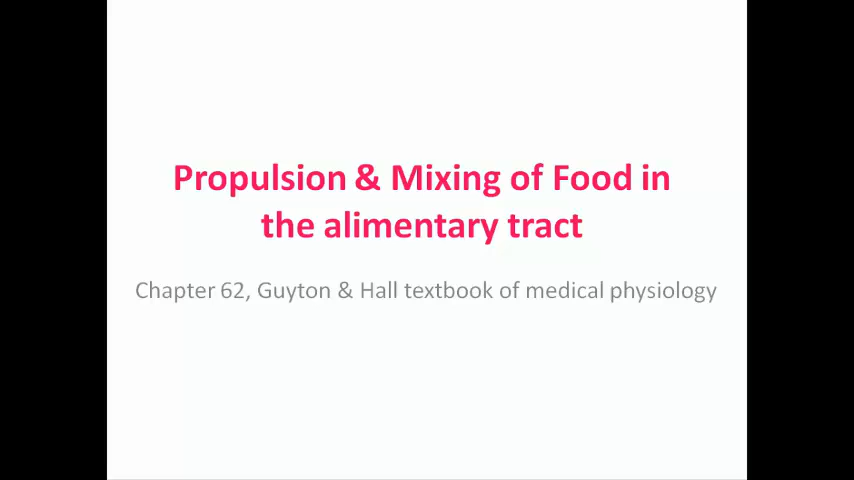 Propulsion & Mixing of Food in
the alimentary tract
Chapter 62, Guyton & Hall textbook of medical physiology